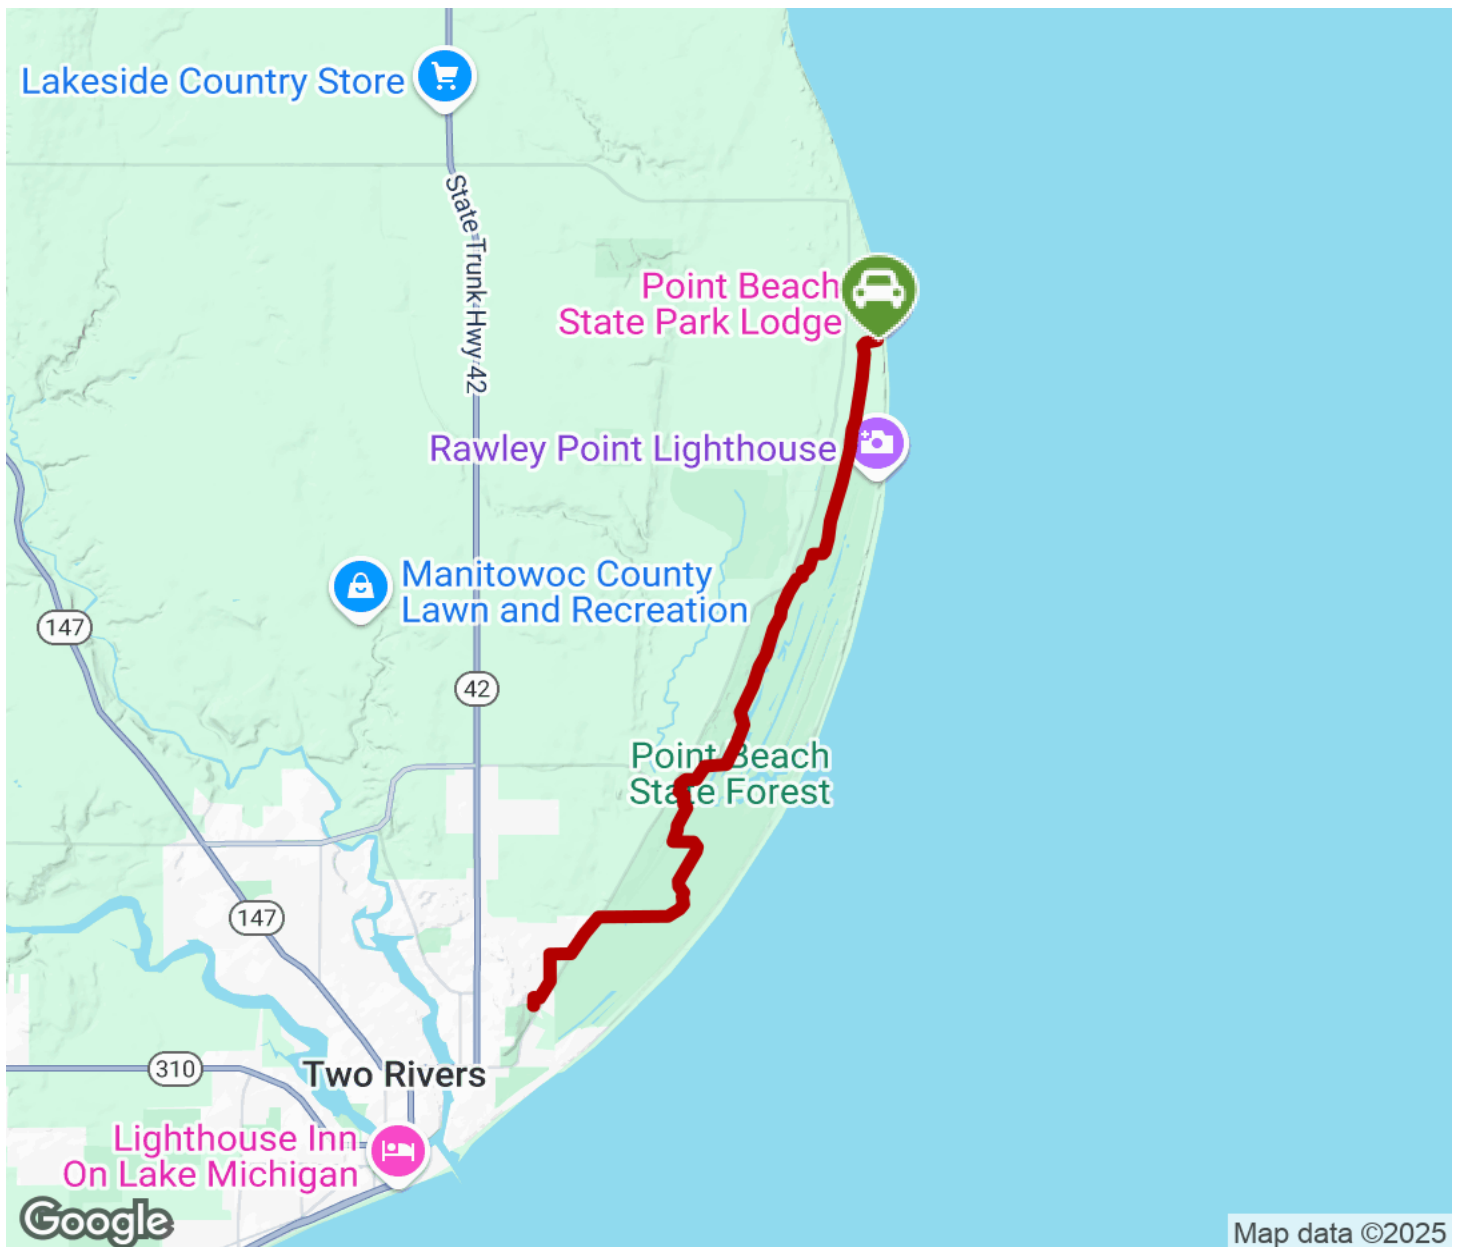 Lakeside Country Store
State Trunk Hwy 42
Point Beach
State Park Lodge
Rawley Point Lighthouse
Manitowoc County
Lawn and Recreation
147
42
Point Beach
State Forest
147
310
Two Rivers
Lighthouse Inn
On Lake Michigan
Google
Map data ©2025